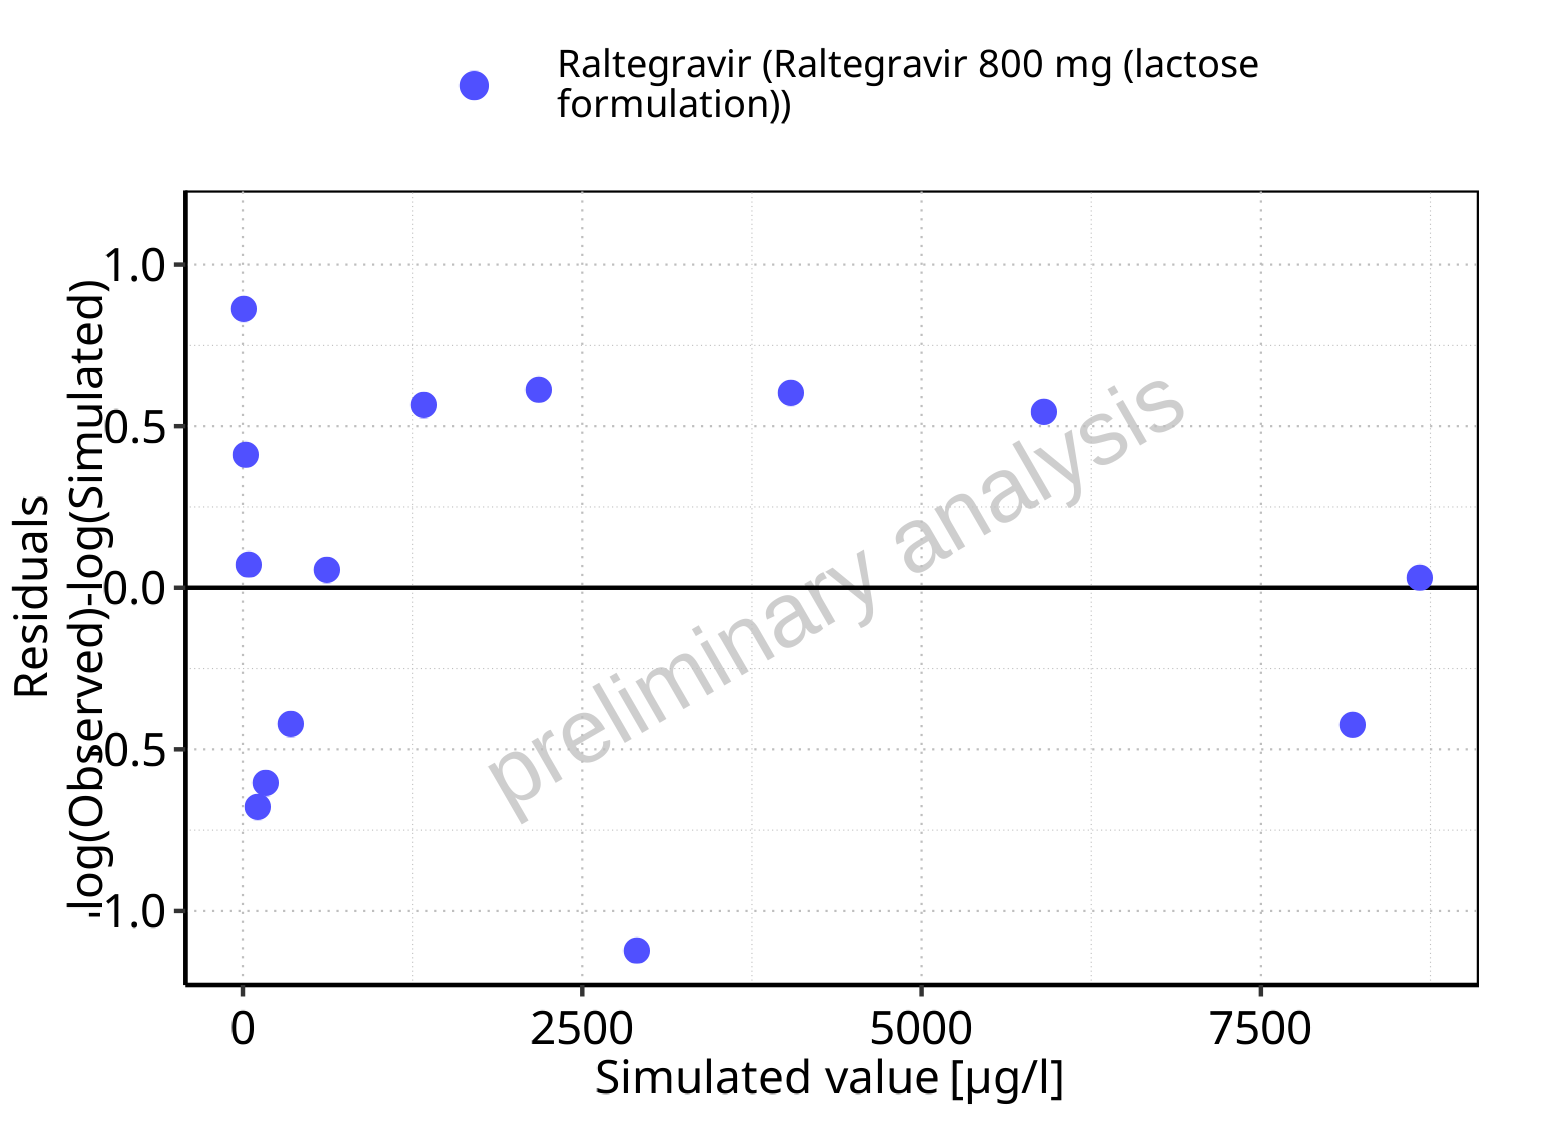 Raltegravir (Raltegravir 800 mg (lactose
formulation))
Residuals
log(Observed)-log(Simulated)
1.0
0.5
0.0
-0.5
-1.0
preliminary analysis
0 2500 5000 7500
Simulated value [µg/l]